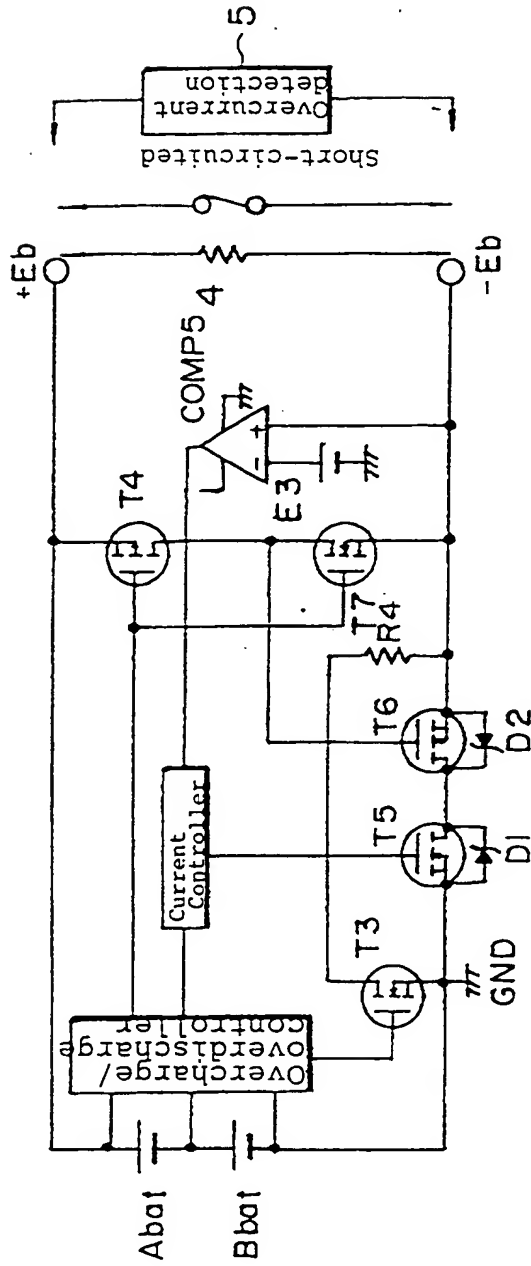 Abat
Bbat
Overcharge/
overdischarge
controller
Current
Controller
T3
GND
T5
D1
T6
D2
R4
T7
T4
E3
COMP5
-
+
+Eb
-Eb
4
Short-circuited
Overcurrent
detection
5